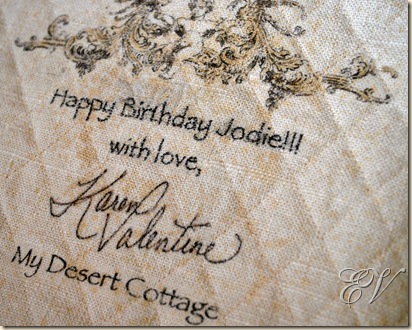 Happy Birthday Jodie!!!
with love,
Karen
Valentine
My Desert Cottage
EV